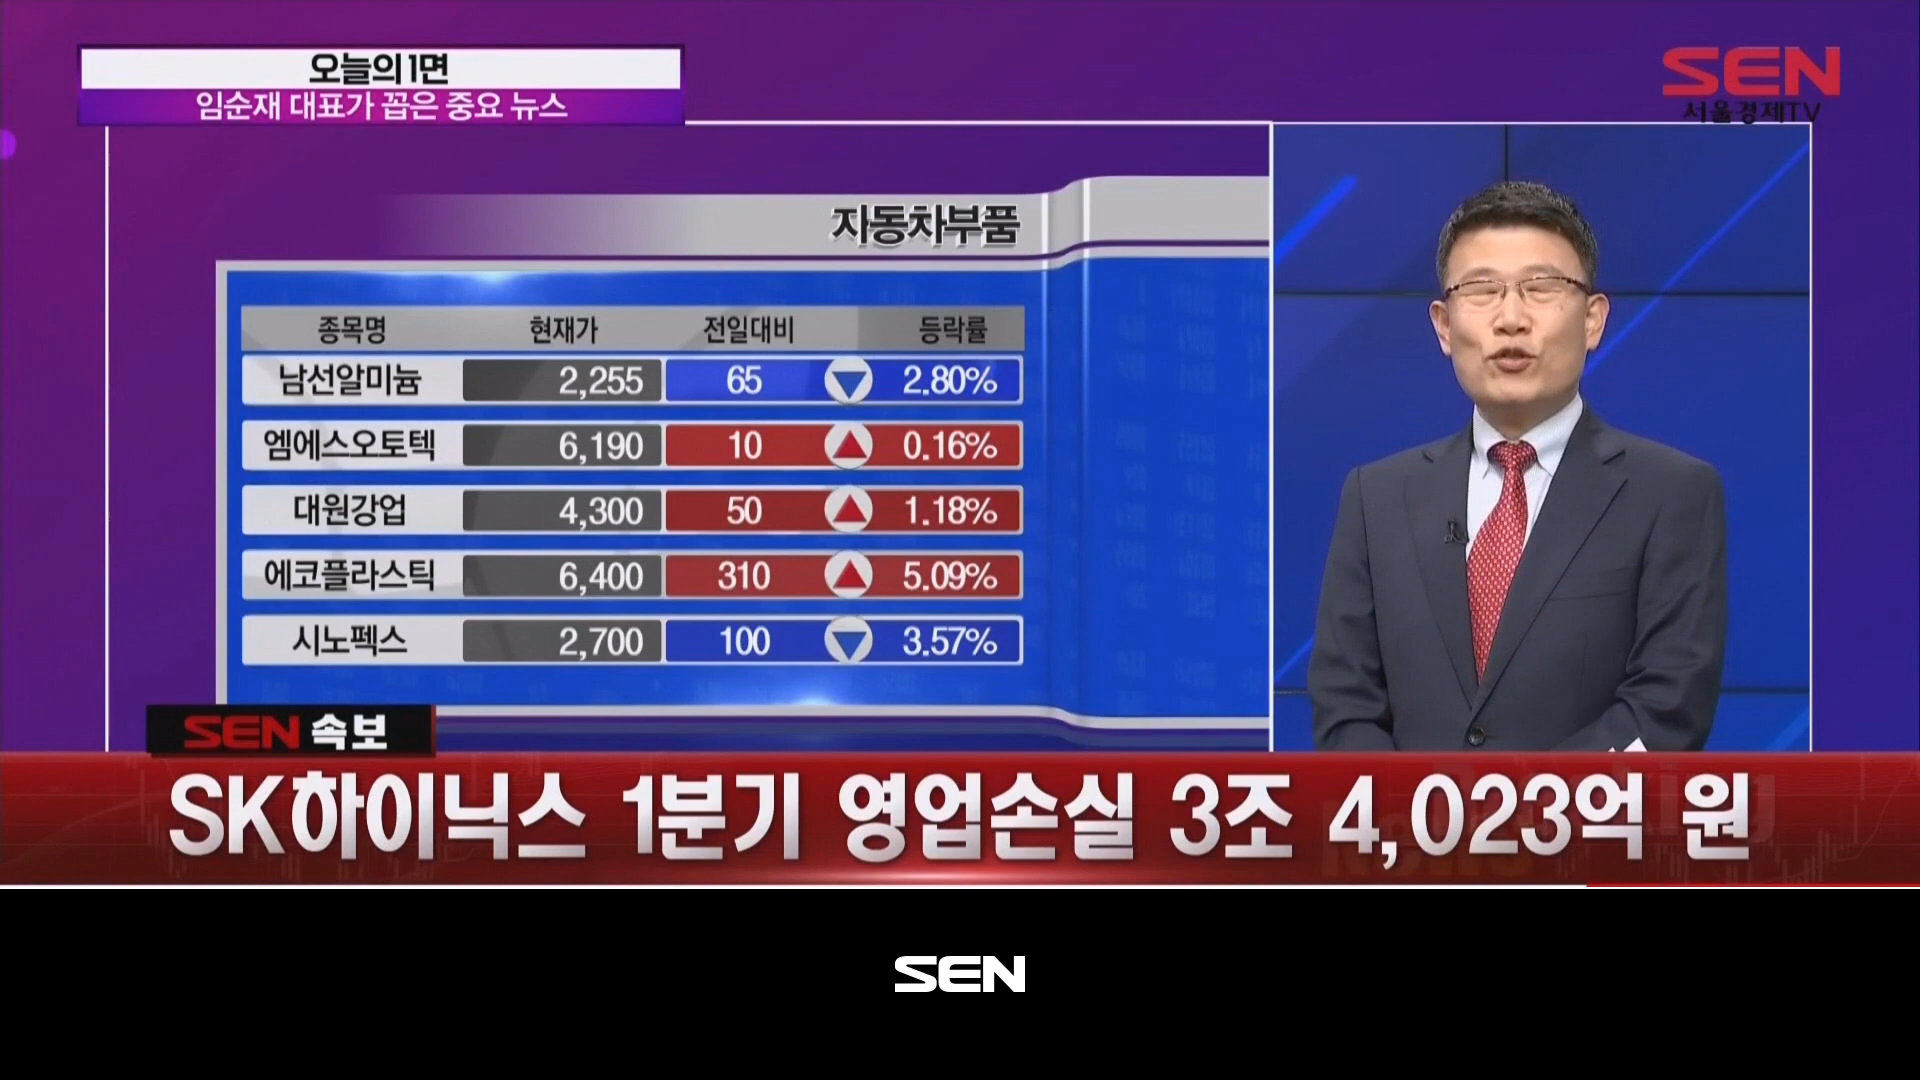 오늘의 1면
임순재 대표가 꼽은 중요 뉴스
SEN
서울경제TV
자동차부품
종목명 현재가 전일대비 등락률
남선알미늄 2,255 65 ▼ 2.80%
엠에스오토텍 6,190 10 ▲ 0.16%
대원강업 4,300 50 ▲ 1.18%
에코플라스틱 6,400 310 ▲ 5.09%
시노펙스 2,700 100 ▼ 3.57%
SEN 속보
SK하이닉스 1분기 영업손실 3조 4,023억 원
SEN